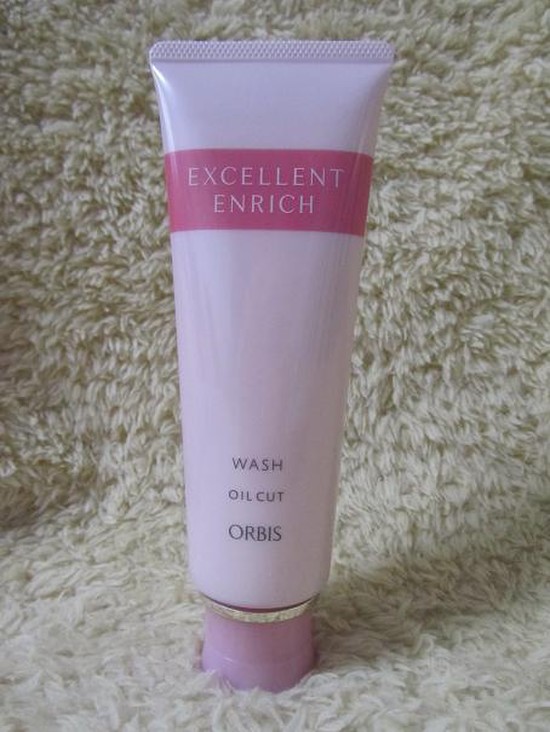 EXCELLENT
ENRICH
WASH
OIL CUT
ORBIS